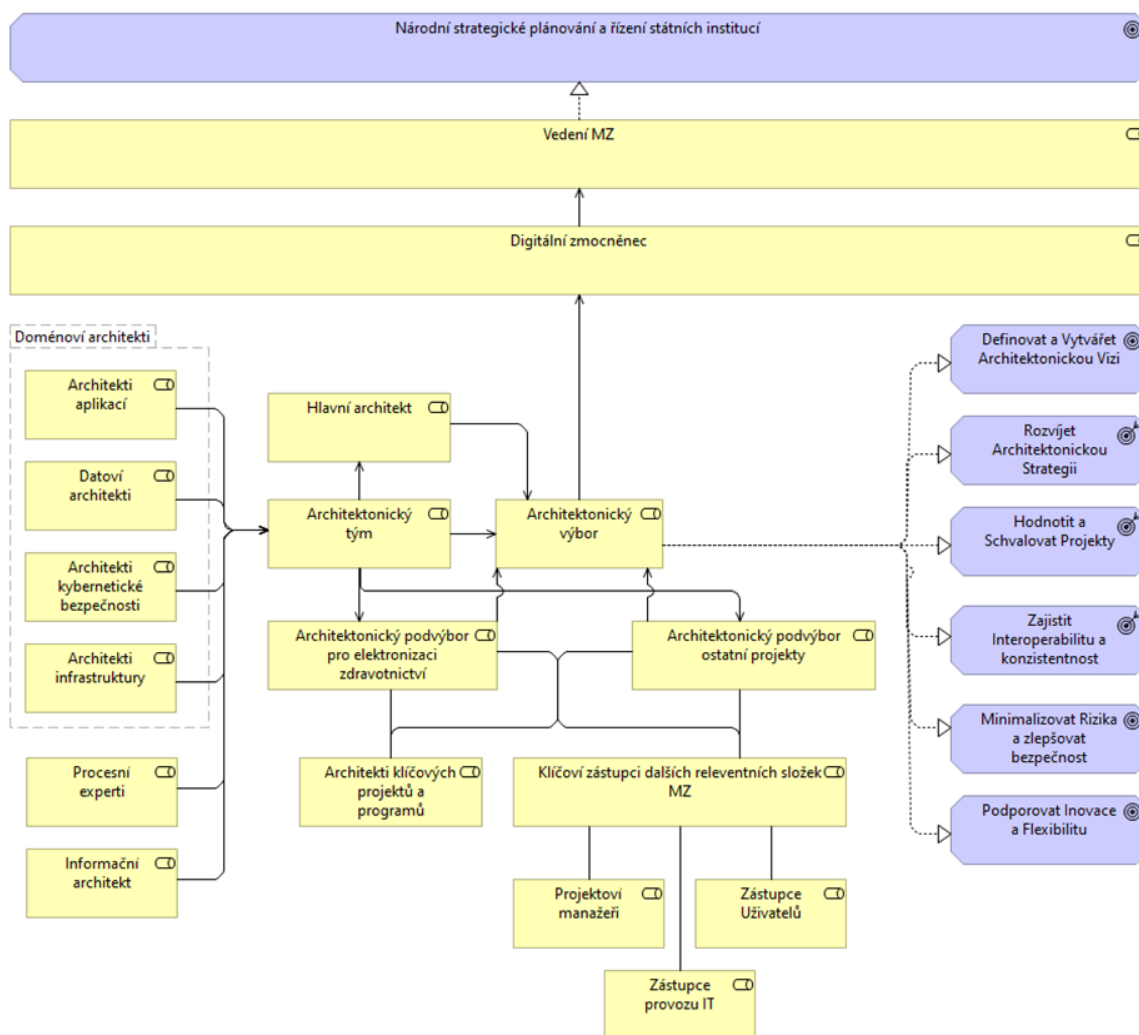 Národní strategické plánování a řízení státních institucí
Vedení MZ
Digitální zmocněnec
Doménoví architekti
Architekti
aplikací
Datoví
architekti
Architekti
kybernetické
bezpečnosti
Architekti
infrastruktury
Procesní
experti
Informační
architekt
Hlavní architekt
Architektonický
tým
Architektonický
výbor
Architektonický podvýbor
pro elektronizaci
zdravotnictví
Architektonický podvýbor
ostatní projekty
Architekti klíčových
projektů a
programů
Klíčoví zástupci dalších releventních složek
MZ
Projektoví
manažeři
Zástupce
Uživatelů
Zástupce
provozu IT
Definovat a Vytvářet
Architektonickou Vizi
Rozvíjet
Architektonickou
Strategii
Hodnotit a
Schvalovat Projekty
Zajistit
Interoperabilitu a
konzistentnost
Minimalizovat Rizika
a zlepšovat
bezpečnost
Podporovat Inovace
a Flexibilitu